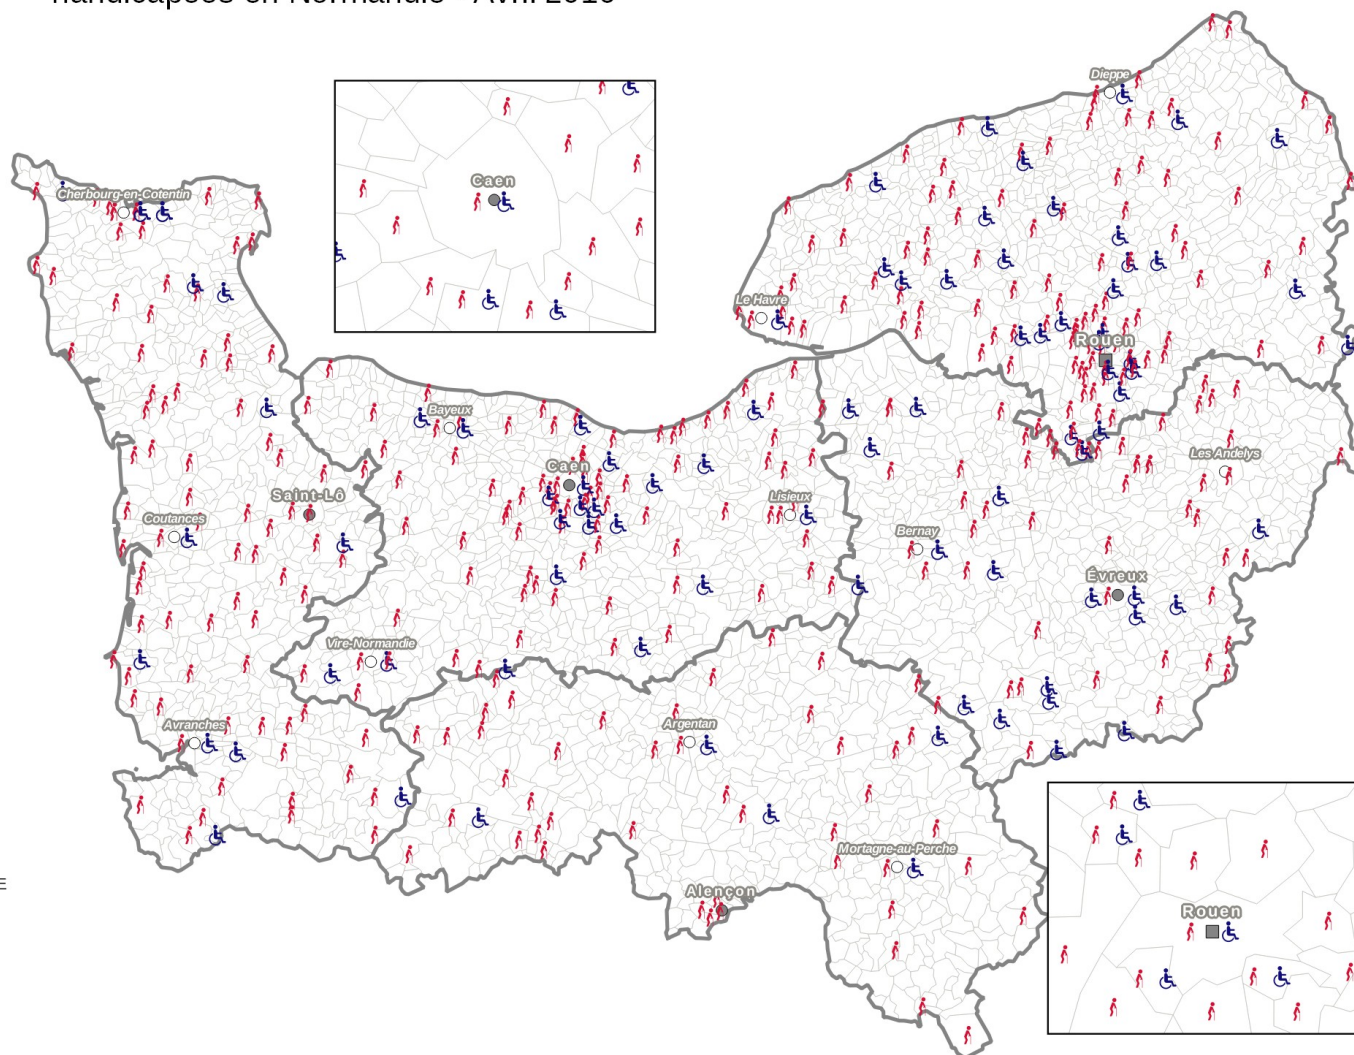 handicapées en Normandie - Avril 2016
Dieppe
Cherbourg-en-Cotentin
Caen
Le Havre
Rouen
Bayeux
Les Andelys
Caen
Saint-Lô
Lisieux
Coutances
Bernay
Évreux
Vire-Normandie
Avranches
Argentan
Mortagne-au-Perche
E
Alençon
Rouen